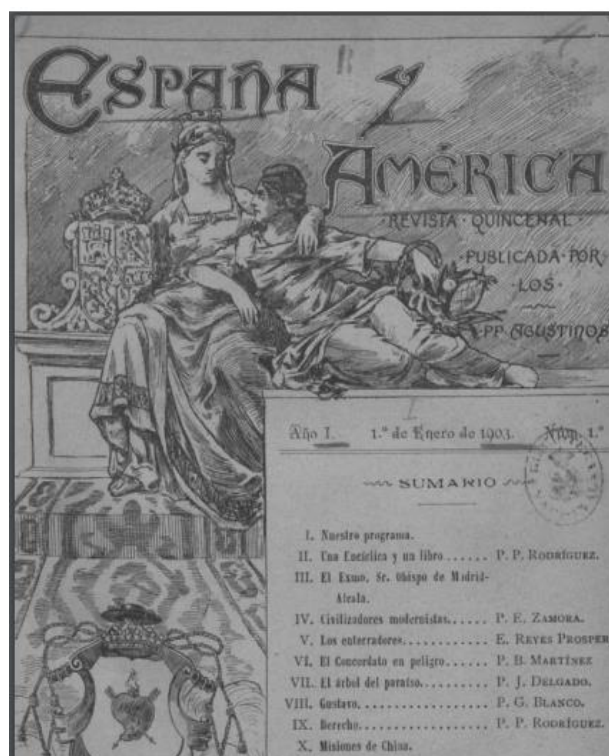 ESPAÑA Y
AMÉRICA
·REVISTA·QUINCENAL·
·PUBLICADA·POR·
·LOS·
PP. AGUSTINOS
Año I. 1.º de Enero de 1903. Núm. 1.º
SUMARIO
I. Nuestro programa.
II. Una Encíclica y un libro...... P. P. RODRÍGUEZ.
III. El Exmo. Sr. Obispo de Madrid-
Alcala.
IV. Civilizadores modernistas...... P. E. ZAMORA.
V. Los enterradores........... E. REYES PROSPER
VI. El Concordato en peligro...... P. B. MARTÍNEZ
VII. El árbol del paraíso.......... P. J. DELGADO.
VIII. Gustavo.................. P. G. BLANCO.
IX. Derecho.................. P. P. RODRÍGUEZ.
X. Misiones de China.